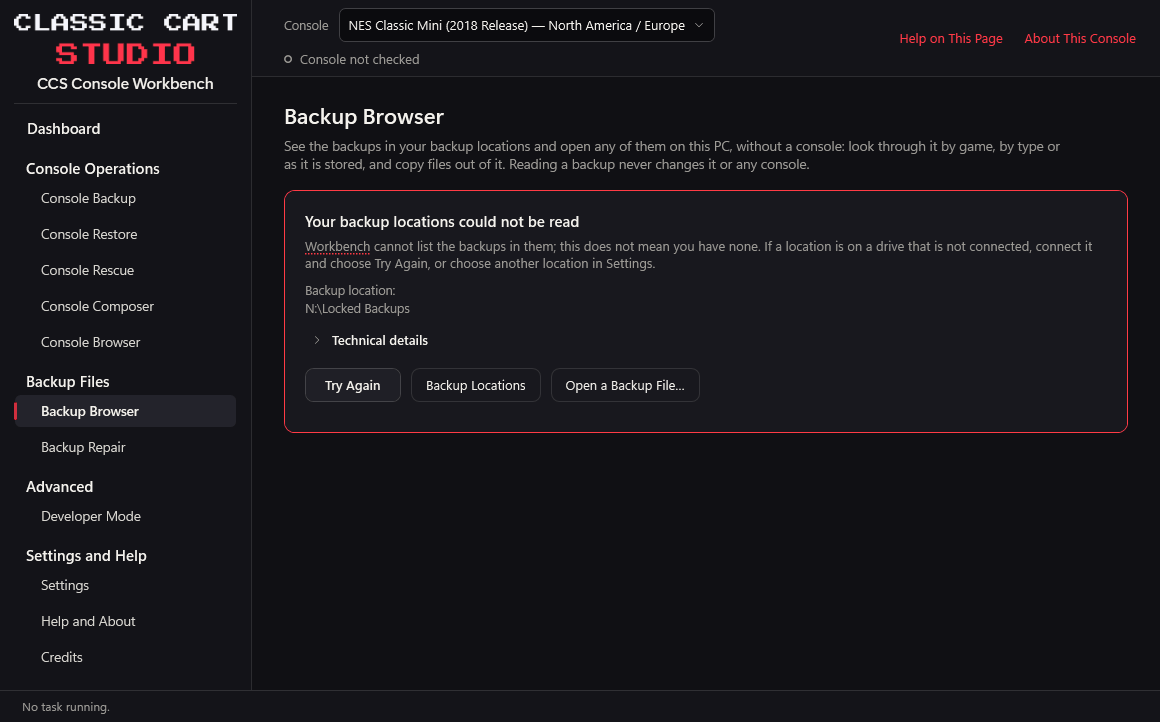 CLASSIC CART
STUDIO
CCS Console Workbench
Dashboard
Console Operations
Console Backup
Console Restore
Console Rescue
Console Composer
Console Browser
Backup Files
Backup Browser
Backup Repair
Advanced
Developer Mode
Settings and Help
Settings
Help and About
Credits
Console
NES Classic Mini (2018 Release) — North America / Europe
Console not checked
Help on This Page
About This Console
Backup Browser
See the backups in your backup locations and open any of them on this PC, without a console: look through it by game, by type or
as it is stored, and copy files out of it. Reading a backup never changes it or any console.
Your backup locations could not be read
Workbench cannot list the backups in them; this does not mean you have none. If a location is on a drive that is not connected, connect it
and choose Try Again, or choose another location in Settings.
Backup location:
N:\Locked Backups
Technical details
Try Again
Backup Locations
Open a Backup File...
No task running.